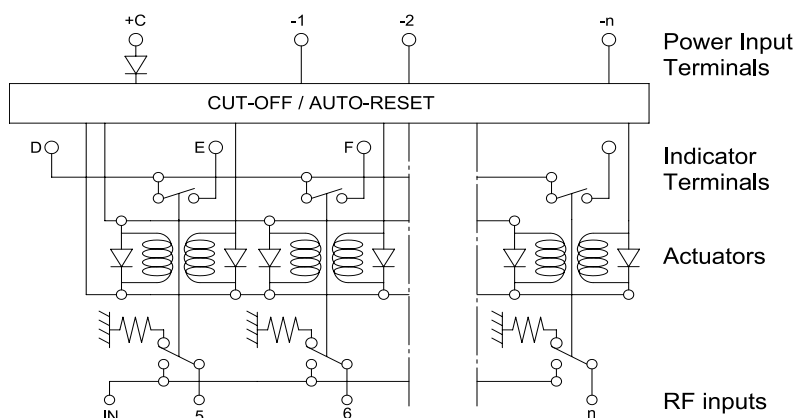 +C -1 -2 -n
Power Input
Terminals
CUT-OFF / AUTO-RESET
D E F
Indicator
Terminals
Actuators
IN 5 6 n
RF inputs